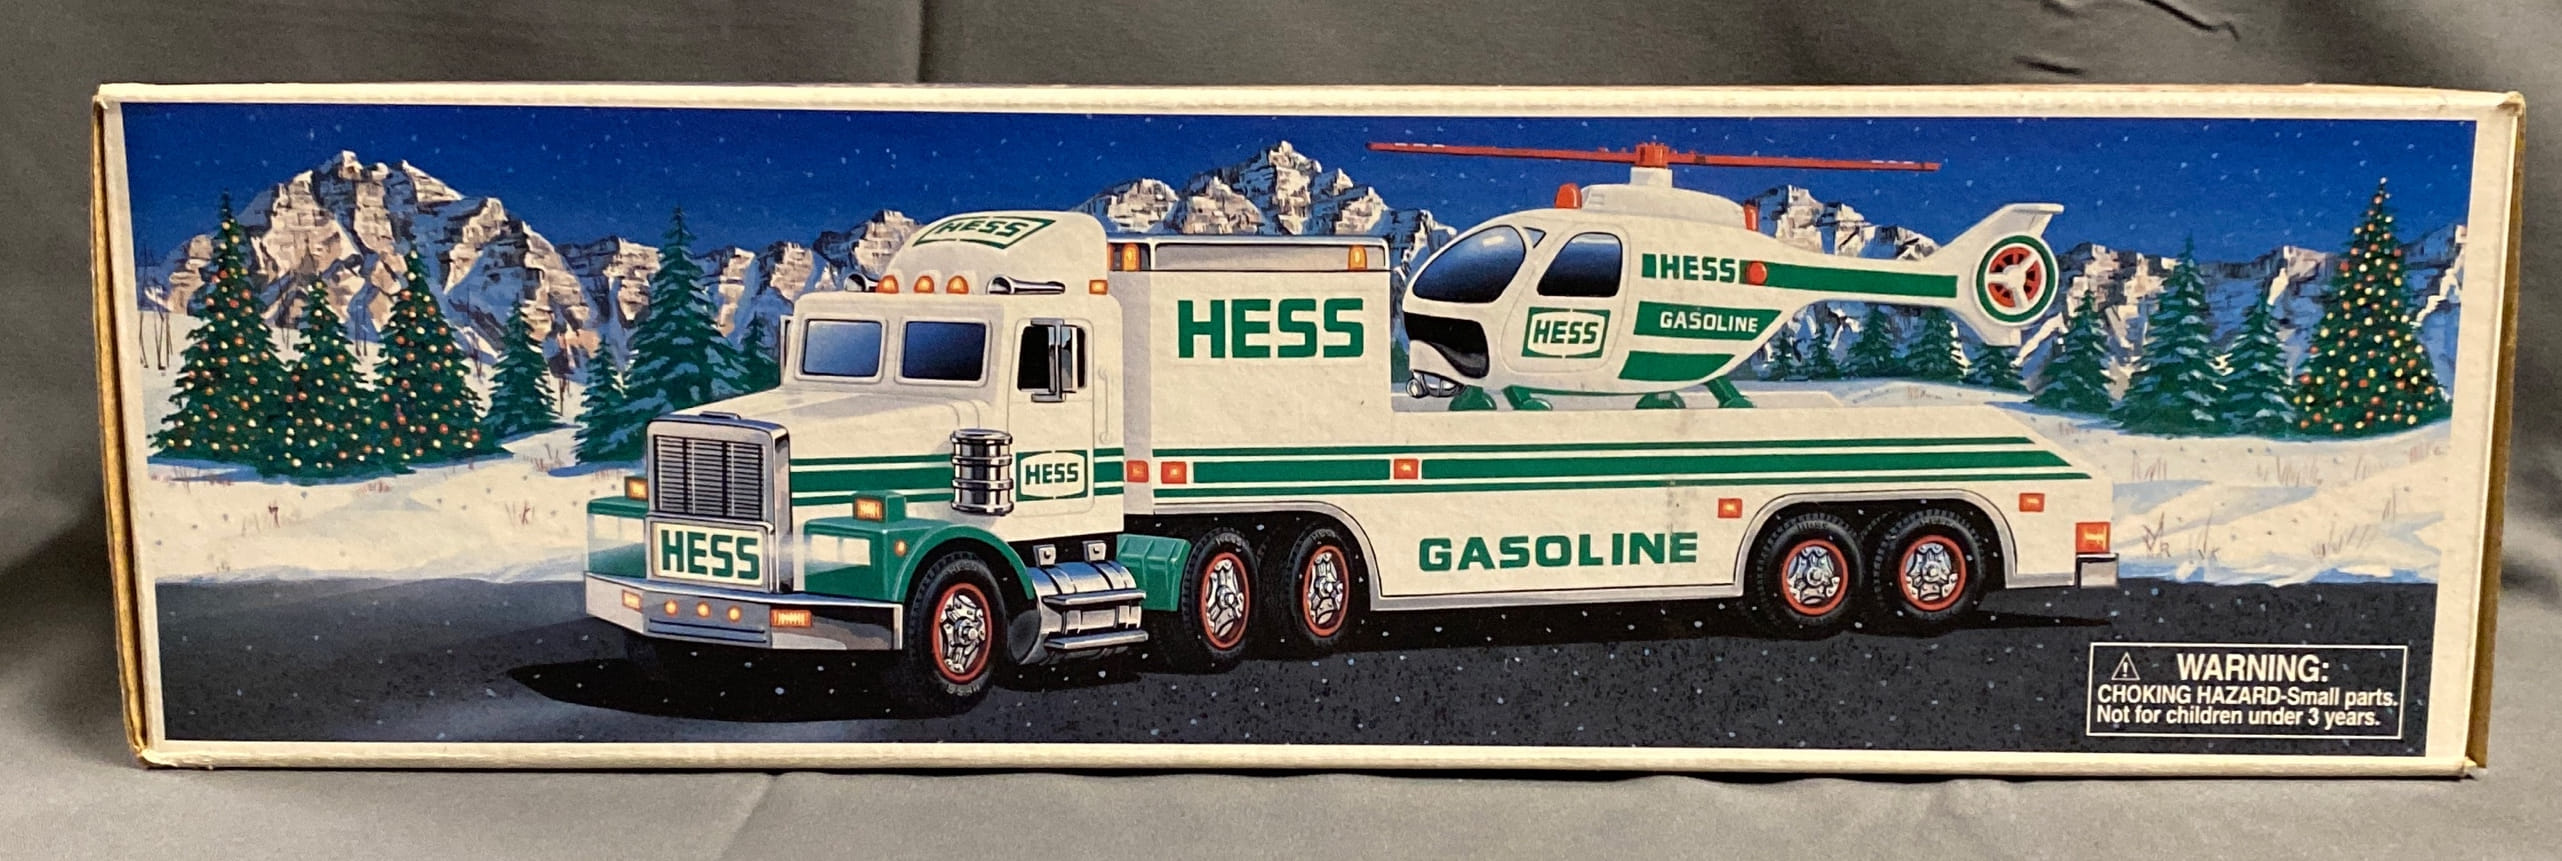 HESS
HESS
HESS
GASOLINE
HESS
HESS
HESS
HESS
GASOLINE
⚠ WARNING:
CHOKING HAZARD-Small parts.
Not for children under 3 years.